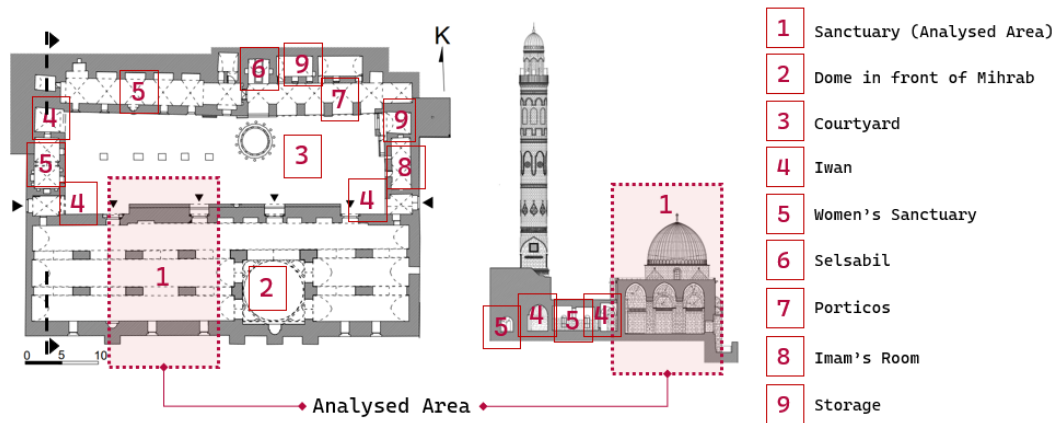 K
6
9
5
7
4
9
3
5
8
4
4
1
2
0 5 10
1
5
4
5
4
Analysed Area
1 Sanctuary (Analysed Area)
2 Dome in front of Mihrab
3 Courtyard
4 Iwan
5 Women's Sanctuary
6 Selsabil
7 Porticos
8 Imam's Room
9 Storage